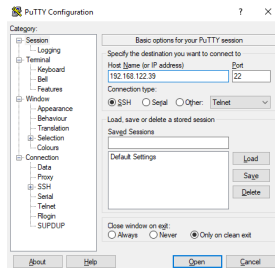 PuTTY Configuration ? ×
Category:
Session
Logging
Terminal
Keyboard
Bell
Features
Window
Appearance
Behaviour
Translation
Selection
Colours
Connection
Data
Proxy
SSH
Serial
Telnet
Rlogin
SUPDUP
Basic options for your PuTTY session
Specify the destination you want to connect to
Host Name (or IP address) Port
192.168.122.39 22
Connection type:
SSH Serial Other: Telnet
Load, save or delete a stored session
Saved Sessions
Default Settings
Load
Save
Delete
Close window on exit:
Always Never Only on clean exit
About Help Open Cancel